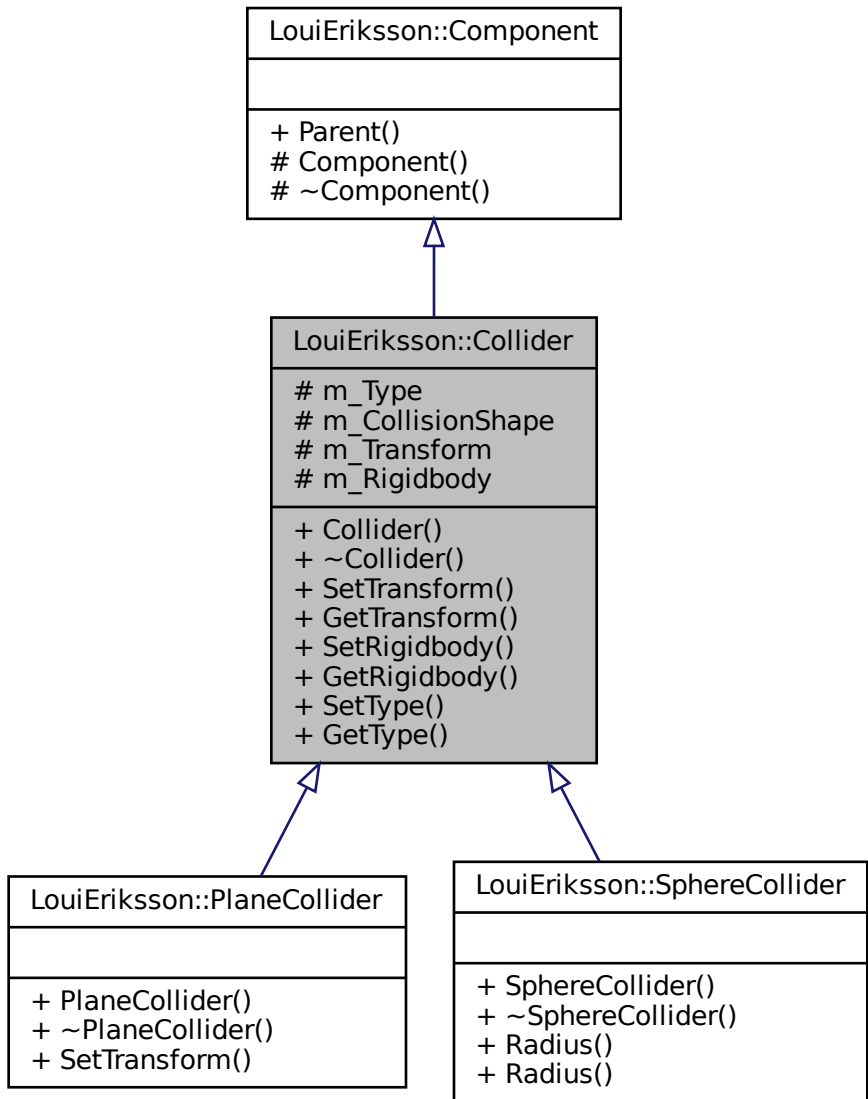 LouiEriksson::Component
+ Parent()
# Component()
# ~Component()
LouiEriksson::Collider
# m_Type
# m_CollisionShape
# m_Transform
# m_Rigidbody
+ Collider()
+ ~Collider()
+ SetTransform()
+ GetTransform()
+ SetRigidbody()
+ GetRigidbody()
+ SetType()
+ GetType()
LouiEriksson::PlaneCollider
+ PlaneCollider()
+ ~PlaneCollider()
+ SetTransform()
LouiEriksson::SphereCollider
+ SphereCollider()
+ ~SphereCollider()
+ Radius()
+ Radius()